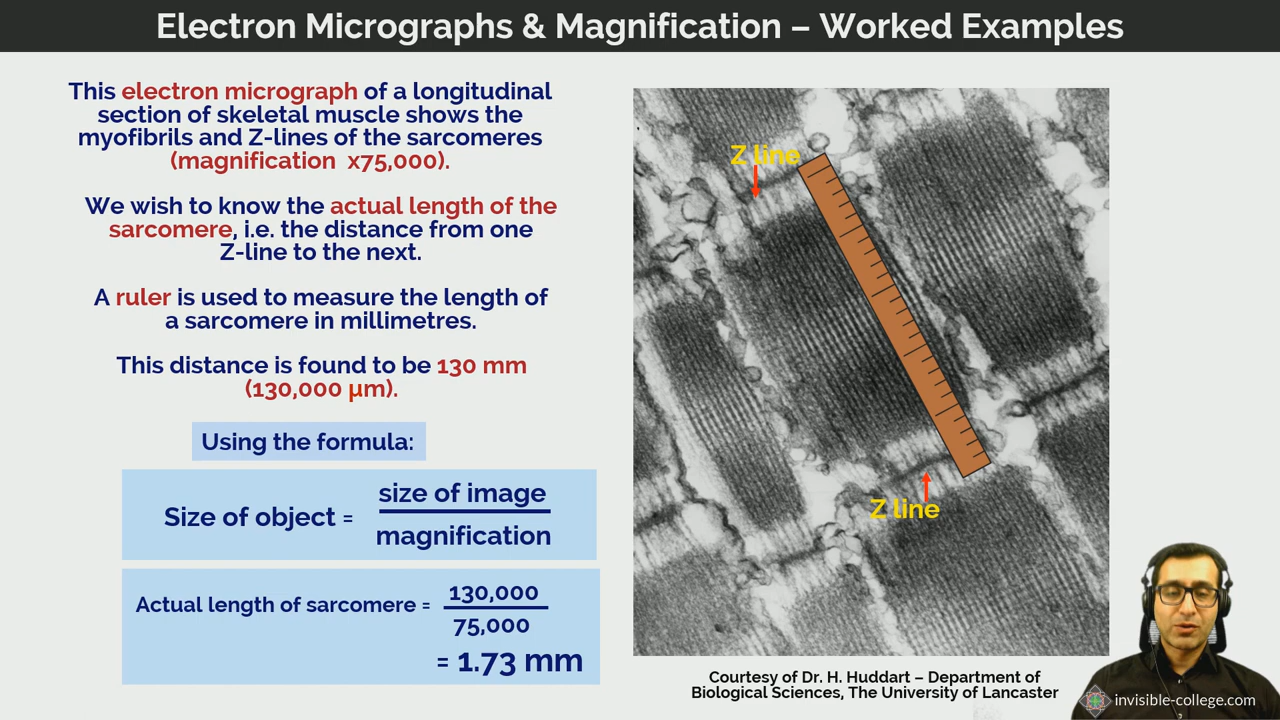 Electron Micrographs & Magnification – Worked Examples
This electron micrograph of a longitudinal
section of skeletal muscle shows the
myofibrils and Z-lines of the sarcomeres
(magnification x75,000).
We wish to know the actual length of the
sarcomere, i.e. the distance from one
Z-line to the next.
A ruler is used to measure the length of
a sarcomere in millimetres.
This distance is found to be 130 mm
(130,000 µm).
Using the formula:
Size of object = size of image
magnification
Actual length of sarcomere = 130,000
75,000
= 1.73 mm
Z line
Z line
Courtesy of Dr. H. Huddart – Department of
Biological Sciences, The University of Lancaster
invisible-college.com